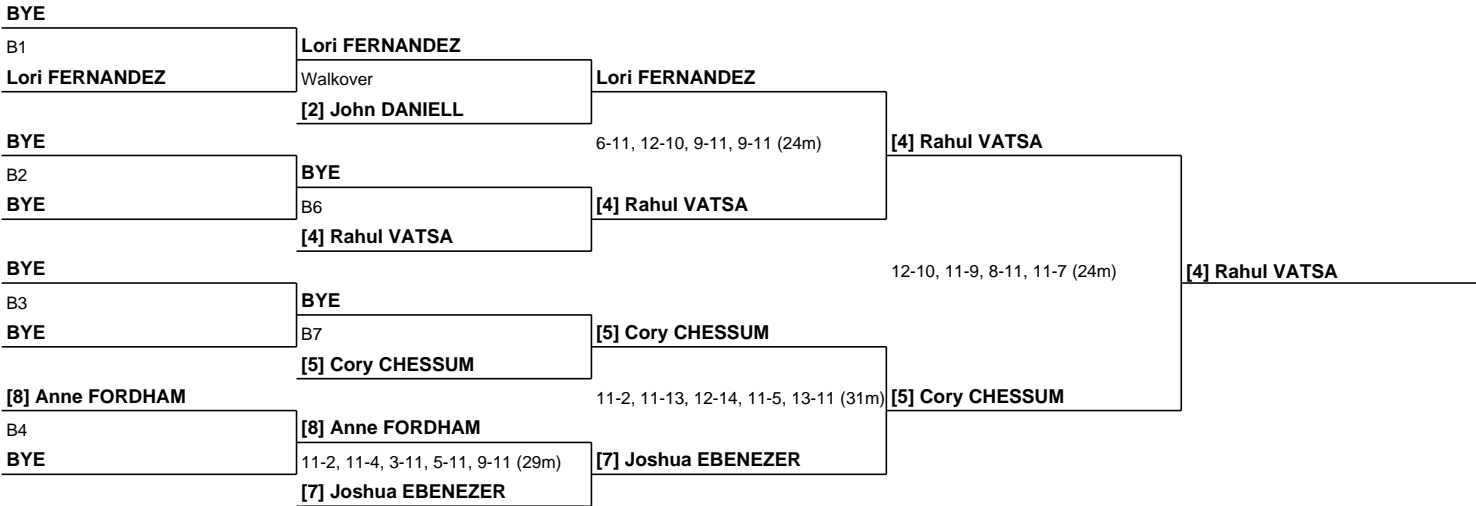 BYE
B1
Lori FERNANDEZ
Lori FERNANDEZ
Walkover
Lori FERNANDEZ
[2] John DANIELL
BYE
6-11, 12-10, 9-11, 9-11 (24m)
[4] Rahul VATSA
B2
BYE
BYE
B6
[4] Rahul VATSA
[4] Rahul VATSA
BYE
12-10, 11-9, 8-11, 11-7 (24m)
[4] Rahul VATSA
B3
BYE
BYE
B7
[5] Cory CHESSUM
[5] Cory CHESSUM
[8] Anne FORDHAM
11-2, 11-13, 12-14, 11-5, 13-11 (31m)
[5] Cory CHESSUM
B4
[8] Anne FORDHAM
BYE
11-2, 11-4, 3-11, 5-11, 9-11 (29m)
[7] Joshua EBENEZER
[7] Joshua EBENEZER